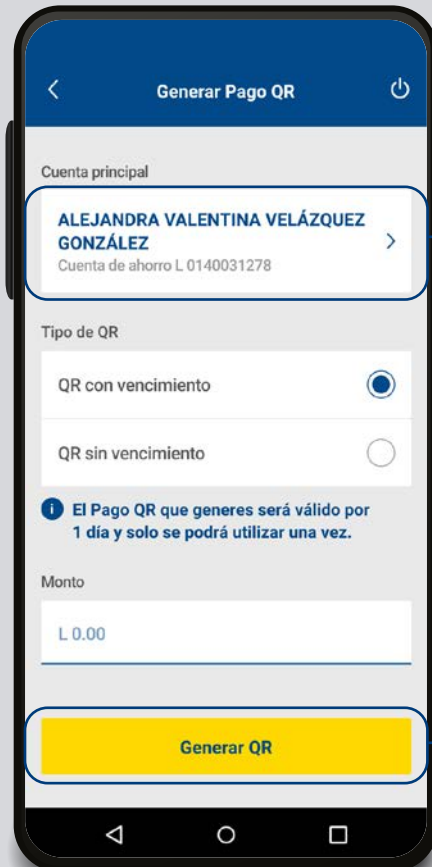 Generar Pago QR
Cuenta principal
ALEJANDRA VALENTINA VELÁZQUEZ
GONZÁLEZ
Cuenta de ahorro L 0140031278
Tipo de QR
QR con vencimiento
QR sin vencimiento
El Pago QR que generes será válido por
1 día y solo se podrá utilizar una vez.
Monto
L 0.00
Generar QR